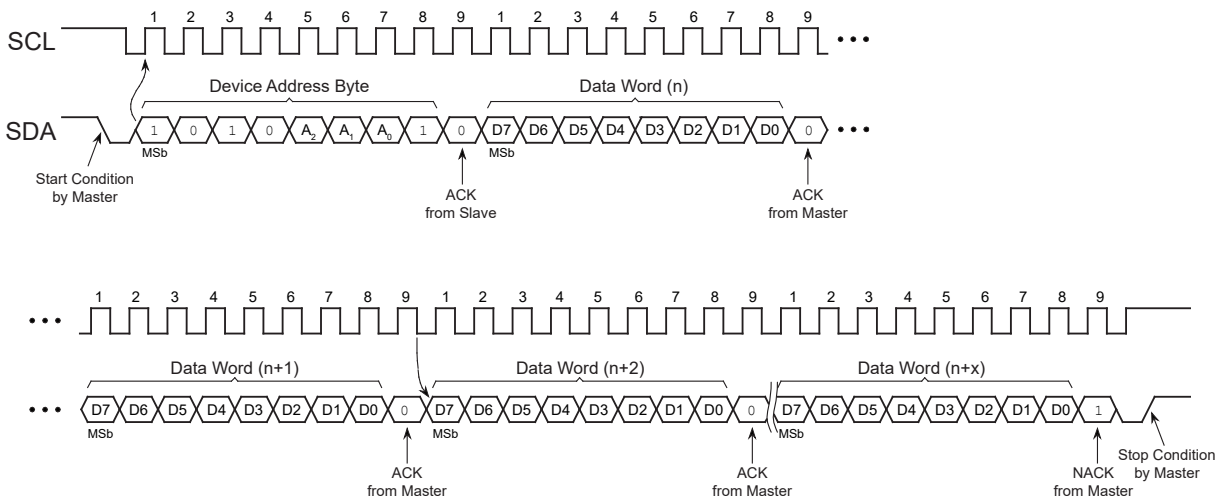 1 2 3 4 5 6 7 8 9 1 2 3 4 5 6 7 8 9
SCL
Device Address Byte Data Word (n)
SDA 1 0 1 0 A2 A1 A0 1 0 D7 D6 D5 D4 D3 D2 D1 D0 0
MSb MSb
Start Condition
by Master
ACK
from Slave
ACK
from Master
1 2 3 4 5 6 7 8 9 1 2 3 4 5 6 7 8 9 1 2 3 4 5 6 7 8 9
Data Word (n+1) Data Word (n+2) Data Word (n+x)
D7 D6 D5 D4 D3 D2 D1 D0 0 D7 D6 D5 D4 D3 D2 D1 D0 0 D7 D6 D5 D4 D3 D2 D1 D0 1
MSb MSb MSb
ACK
from Master
ACK
from Master
NACK
from Master
Stop Condition
by Master